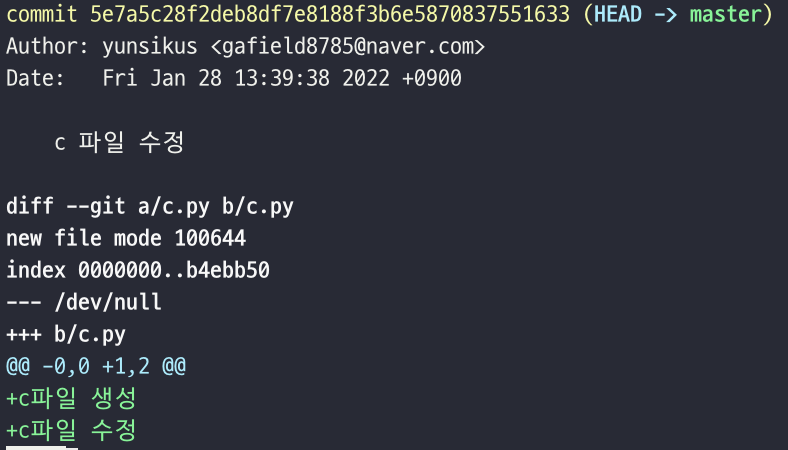 commit 5e7a5c28f2deb8df7e8188f3b6e5870837551633 (HEAD -> master)
Author: yunsikus <gafield8785@naver.com>
Date:   Fri Jan 28 13:39:38 2022 +0900
c 파일 수정
diff --git a/c.py b/c.py
new file mode 100644
index 0000000..b4ebb50
--- /dev/null
+++ b/c.py
@@ -0,0 +1,2 @@
+c파일 생성
+c파일 수정